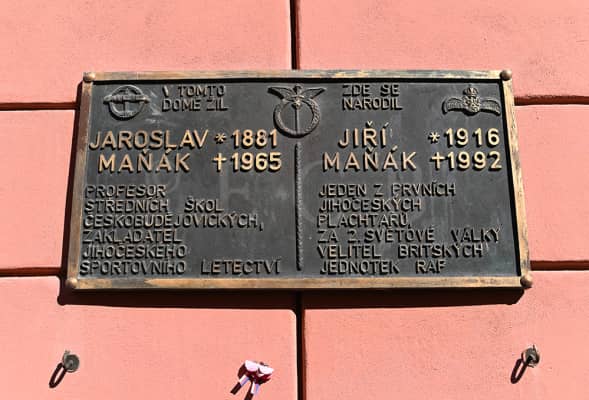 V TOMTO
DOMĚ ŽIL
JAROSLAV *1881
MAŇÁK †1965
PROFESOR
STŘEDNÍCH ŠKOL
ČESKOBUDĚJOVICKÝCH,
ZAKLADATEL
JIHOČESKÉHO
SPORTOVNÍHO LETECTVÍ
ZDE SE
NARODIL
JIŘÍ *1916
MAŇÁK †1992
JEDEN Z PRVNÍCH
JIHOČESKÝCH
PLACHTAŘŮ,
ZA 2. SVĚTOVÉ VÁLKY
VELITEL BRITSKÝCH
JEDNOTEK RAF